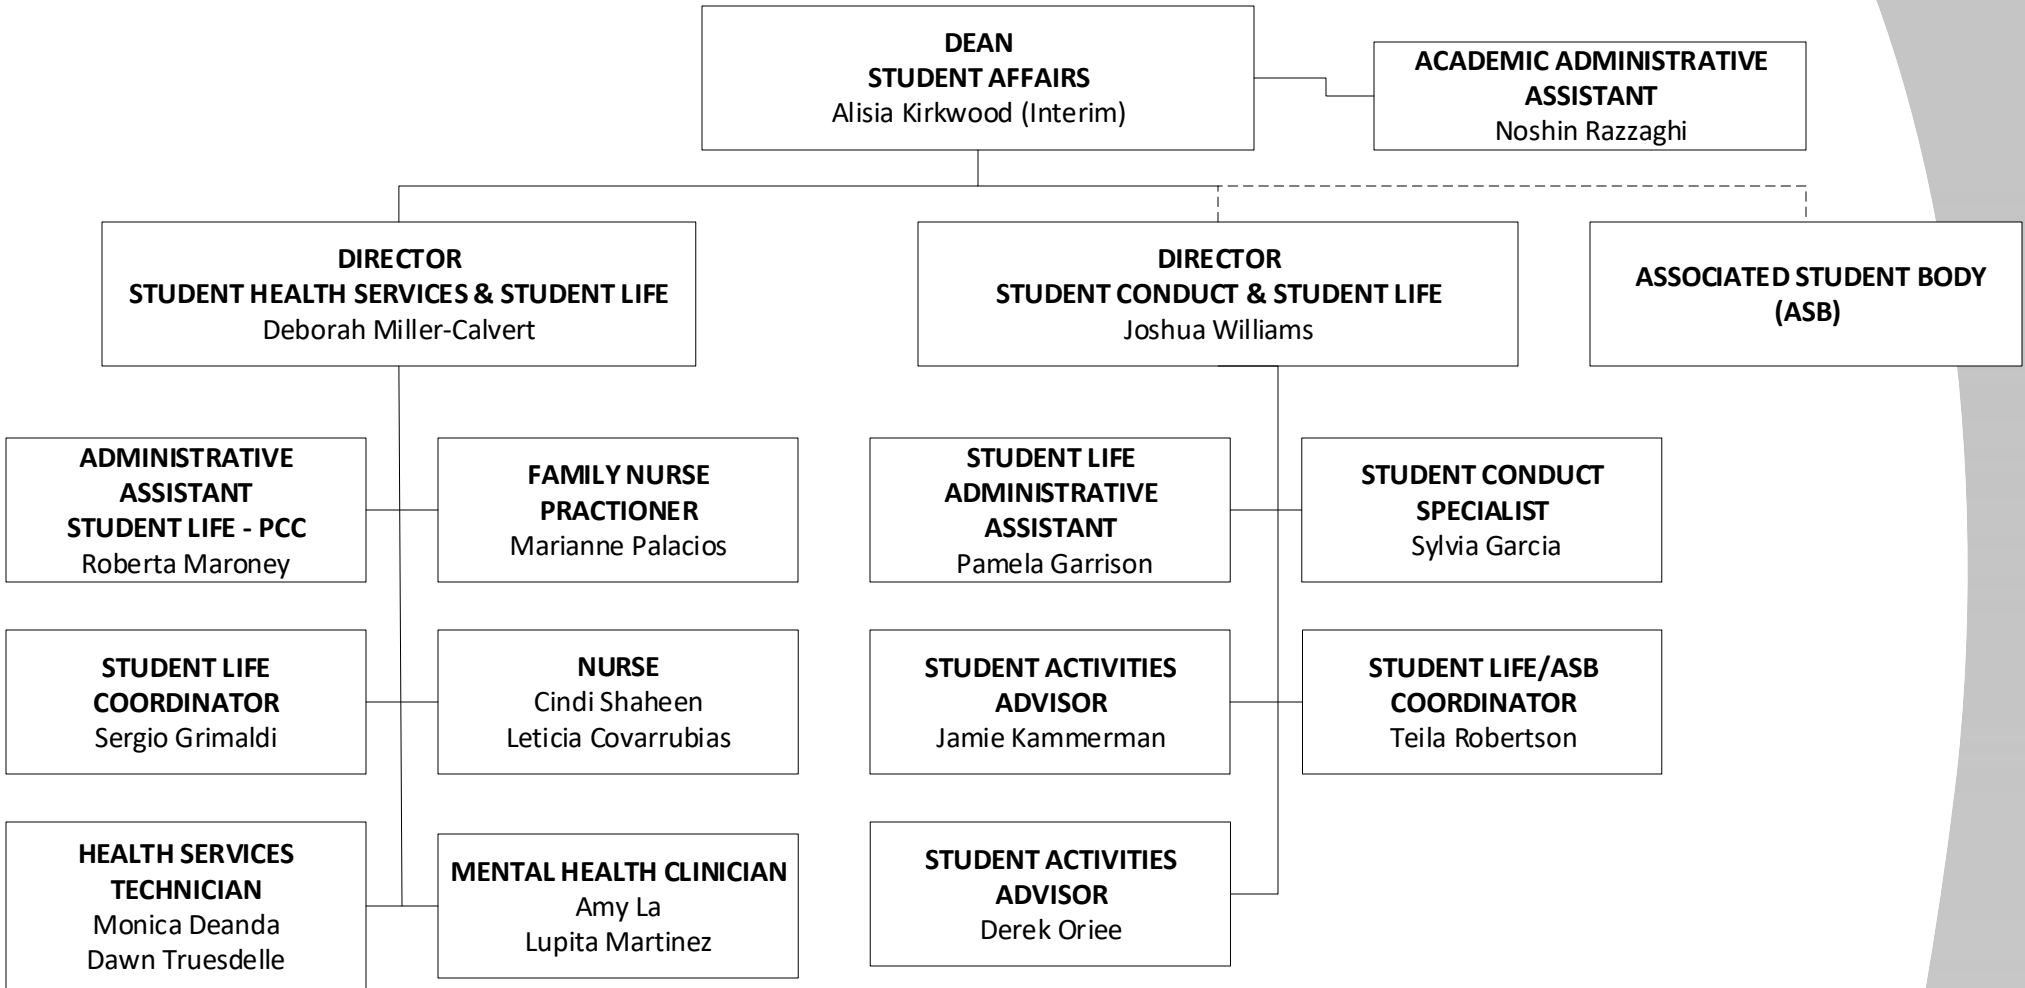 DEAN
STUDENT AFFAIRS
Alisia Kirkwood (Interim)
ACADEMIC ADMINISTRATIVE
ASSISTANT
Noshin Razzaghi
DIRECTOR
STUDENT HEALTH SERVICES & STUDENT LIFE
Deborah Miller-Calvert
DIRECTOR
STUDENT CONDUCT & STUDENT LIFE
Joshua Williams
ASSOCIATED STUDENT BODY
(ASB)
ADMINISTRATIVE
ASSISTANT
STUDENT LIFE - PCC
Roberta Maroney
FAMILY NURSE
PRACTIONER
Marianne Palacios
STUDENT LIFE
ADMINISTRATIVE
ASSISTANT
Pamela Garrison
STUDENT CONDUCT
SPECIALIST
Sylvia Garcia
STUDENT LIFE
COORDINATOR
Sergio Grimaldi
NURSE
Cindi Shaheen
Leticia Covarrubias
STUDENT ACTIVITIES
ADVISOR
Jamie Kammerman
STUDENT LIFE/ASB
COORDINATOR
Teila Robertson
HEALTH SERVICES
TECHNICIAN
Monica Deanda
Dawn Truesdelle
MENTAL HEALTH CLINICIAN
Amy La
Lupita Martinez
STUDENT ACTIVITIES
ADVISOR
Derek Oriee